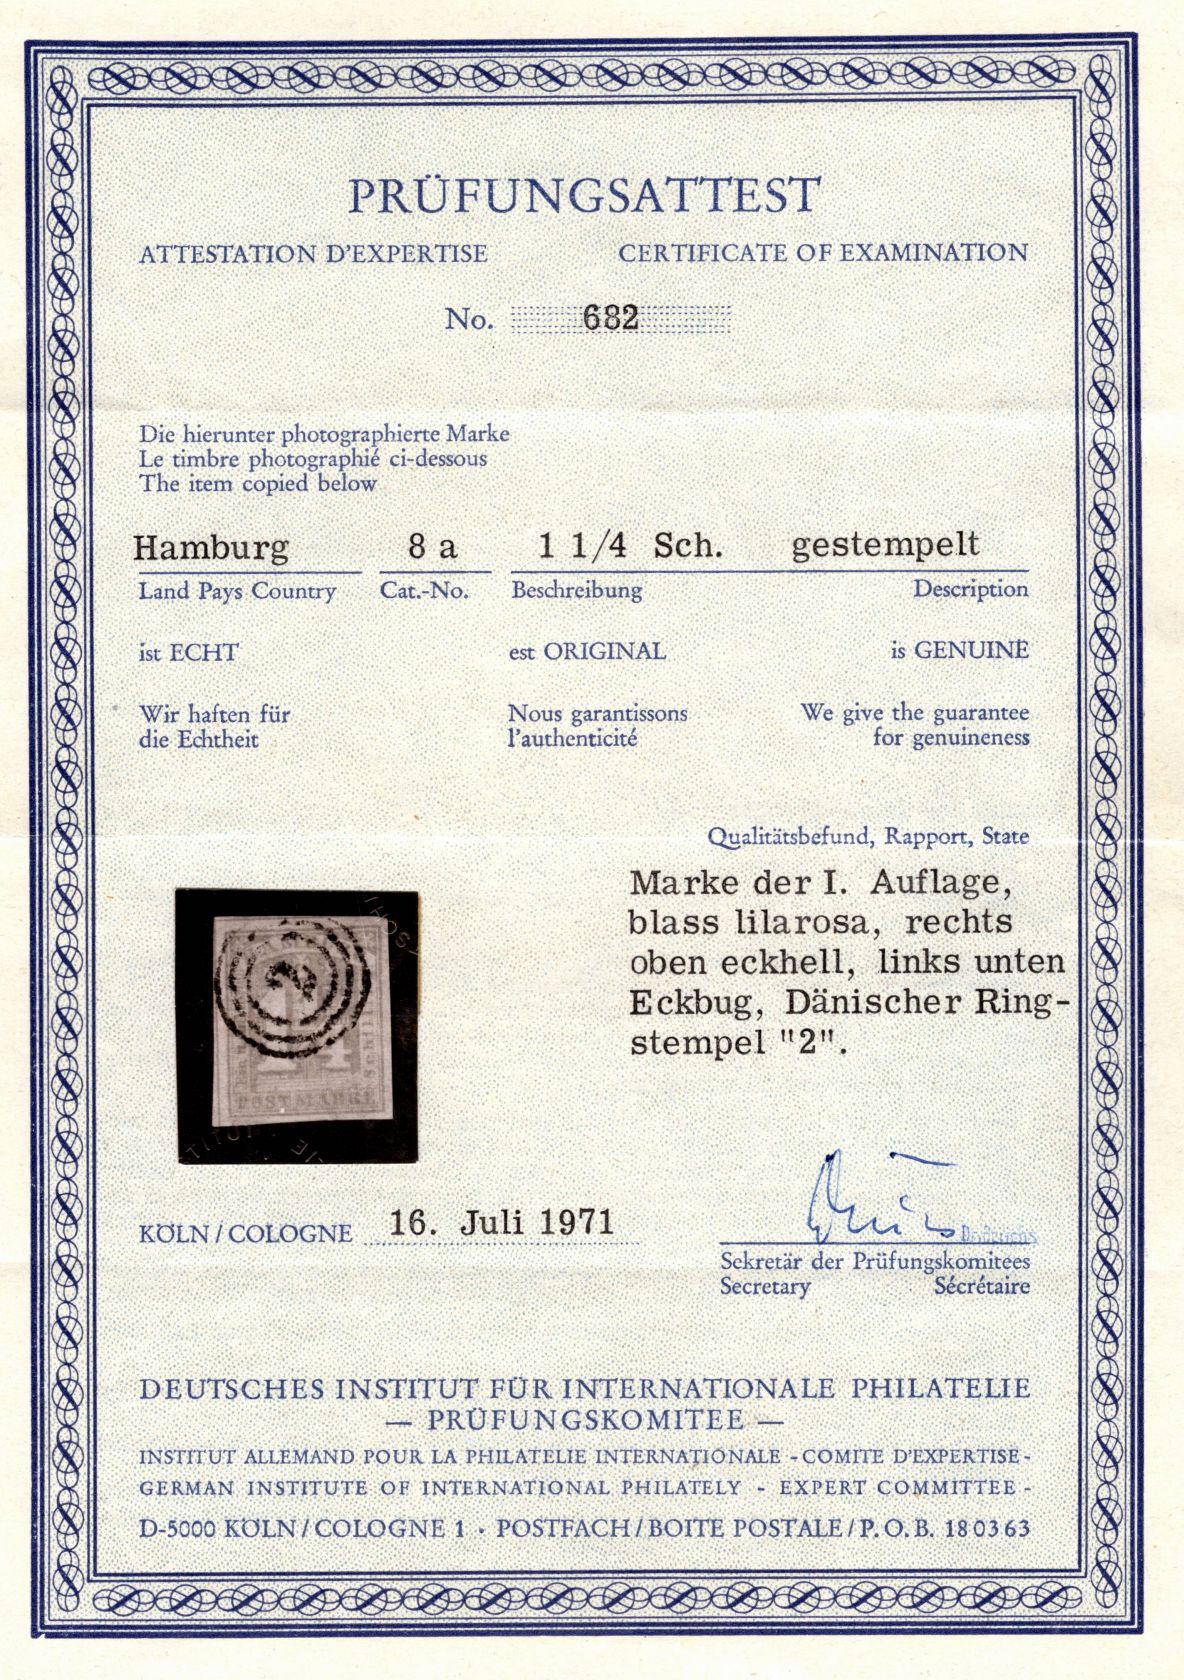 PRÜFUNGSATTEST
ATTESTATION D'EXPERTISE CERTIFICATE OF EXAMINATION
No. 682
Die hierunter photographierte Marke
Le timbre photographié ci-dessous
The item copied below
Hamburg 8 a 1 1/4 Sch. gestempelt
Land Pays Country Cat.-No. Beschreibung Description
ist ECHT est ORIGINAL is GENUINE
Wir haften für Nous garantissons We give the guarantee
die Echtheit l'authenticité for genuineness
Qualitätsbefund, Rapport, State
Marke der I. Auflage,
blass lilarosa, rechts
oben eckhell, links unten
Eckbug, Dänischer Ring-
stempel "2".
2
POSTMARKE
KÖLN / COLOGNE 16. Juli 1971
Sekretär der Prüfungskomitees
Secretary Sécrétaire
DEUTSCHES INSTITUT FÜR INTERNATIONALE PHILATELIE
— PRÜFUNGSKOMITEE —
INSTITUT ALLEMAND POUR LA PHILATELIE INTERNATIONALE - COMITE D'EXPERTISE -
GERMAN INSTITUTE OF INTERNATIONAL PHILATELY - EXPERT COMMITTEE -
D-5000 KÖLN / COLOGNE 1 · POSTFACH / BOITE POSTALE / P. O. B. 18 03 63